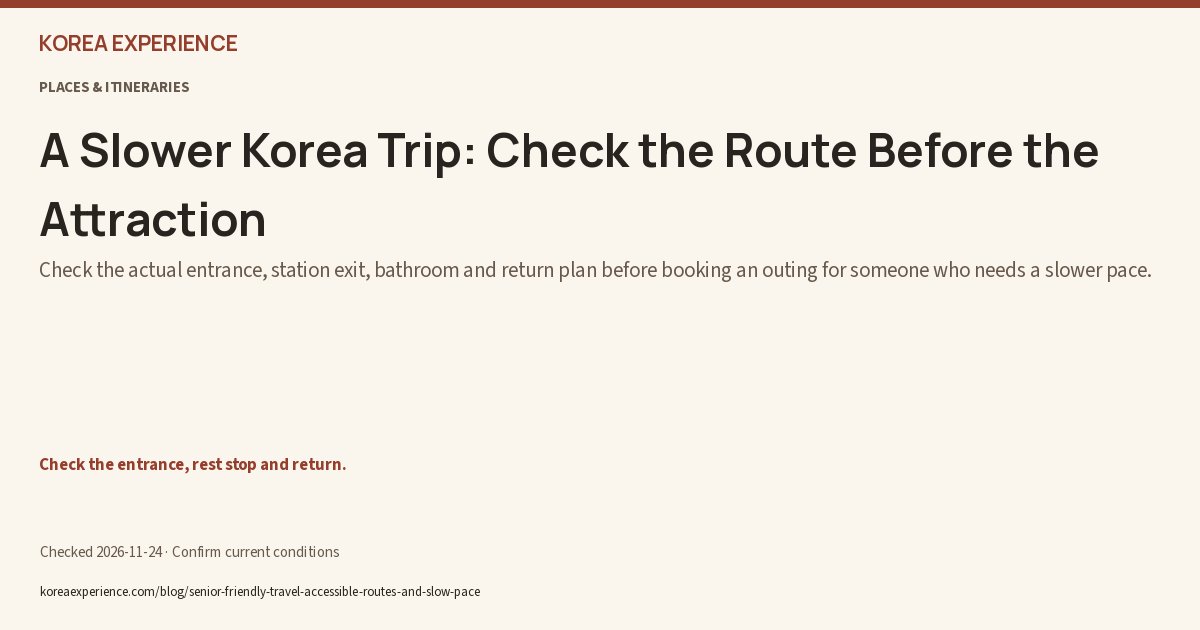 KOREA EXPERIENCE
PLACES & ITINERARIES
A Slower Korea Trip: Check the Route Before the
Attraction
Check the actual entrance, station exit, bathroom and return plan before booking an outing for someone who needs a slower pace.
Check the entrance, rest stop and return.
Checked 2026-11-24 · Confirm current conditions
koreaexperience.com/blog/senior-friendly-travel-accessible-routes-and-slow-pace